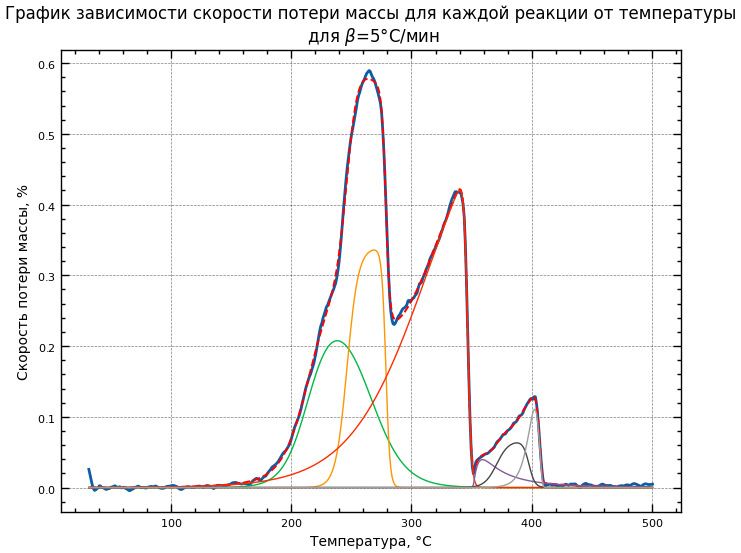 График зависимости скорости потери массы для каждой реакции от температуры
для β=5°C/мин
Скорость потери массы, %
0.6
0.5
0.4
0.3
0.2
0.1
0.0
100 200 300 400 500
Температура, °C